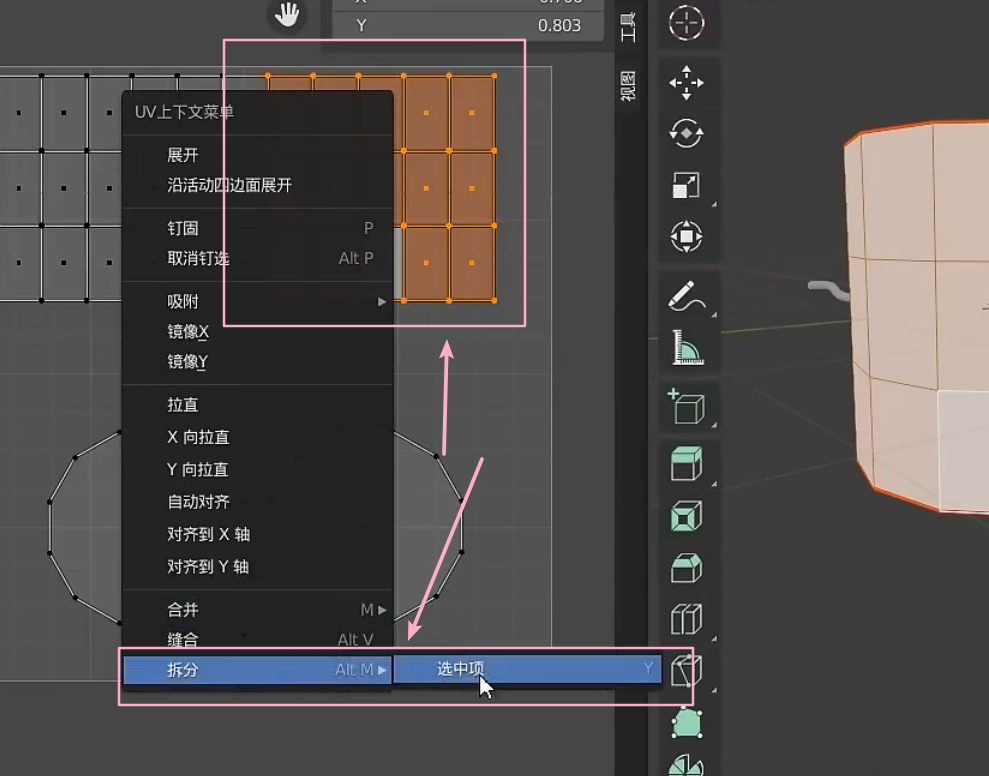 Y 0.803
工具
视图
UV上下文菜单
展开
沿活动四边面展开
钉固 P
取消钉选 Alt P
吸附
镜像X
镜像Y
拉直
X 向拉直
Y 向拉直
自动对齐
对齐到 X 轴
对齐到 Y 轴
合并 M
缝合 Alt V
拆分 Alt M
选中项 Y